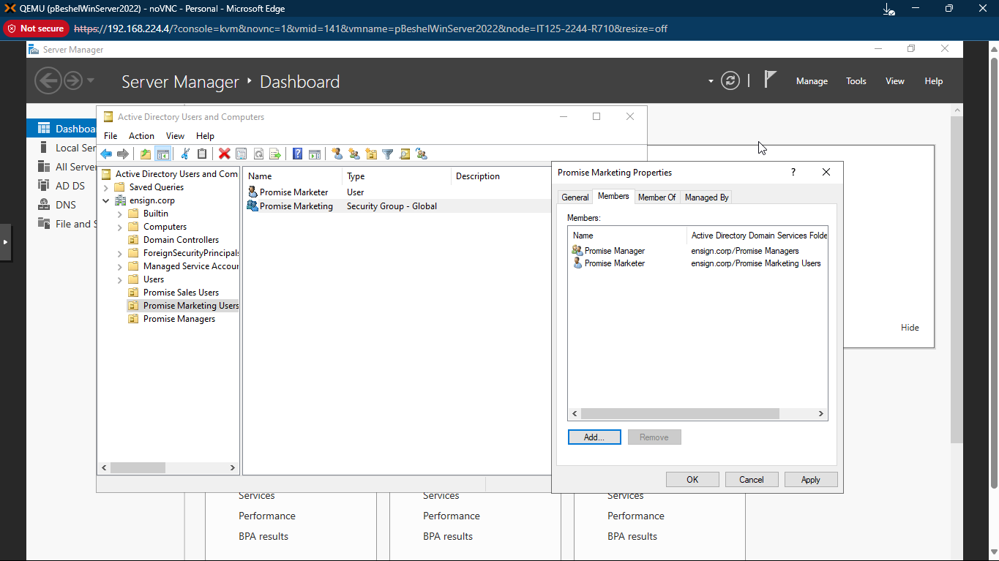 QEMU (pBeshelWinServer2022) - noVNC - Personal - Microsoft Edge
Not secure https://192.168.224.4/?console=kvm&novnc=1&vmid=141&vmname=pBeshelWinServer2022&node=IT125-2244-R710&resize=off
Server Manager
Server Manager Dashboard
Manage Tools View Help
Dashboa
Local Ser
All Server
AD DS
DNS
File and S
Active Directory Users and Computers
File Action View Help
Active Directory Users and Com
Saved Queries
ensign.corp
Builtin
Computers
Domain Controllers
ForeignSecurityPrincipals
Managed Service Accou
Users
Promise Sales Users
Promise Marketing Users
Promise Managers
Name Type Description
Promise Marketer User
Promise Marketing Security Group - Global
Promise Marketing Properties ?
General Members Member Of Managed By
Members:
Name Active Directory Domain Services Folde
Promise Manager ensign.corp/Promise Managers
Promise Marketer ensign.corp/Promise Marketing Users
Add... Remove
OK Cancel Apply
Hide
Services Services Services
Performance Performance Performance
BPA results BPA results BPA results